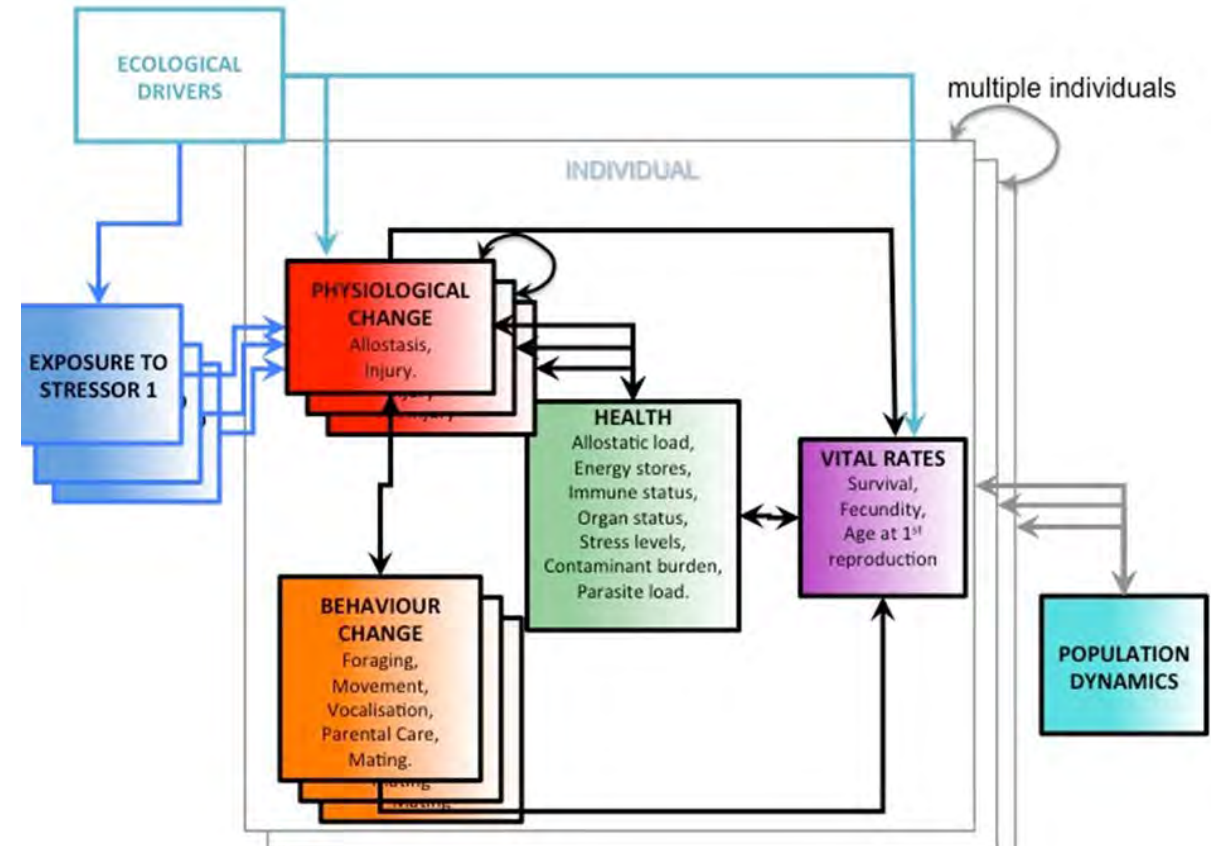 ECOLOGICAL
DRIVERS
multiple individuals
INDIVIDUAL
PHYSIOLOGICAL
CHANGE
Allostasis,
Injury.
EXPOSURE TO
STRESSOR 1
HEALTH
Allostatic load,
Energy stores,
Immune status,
Organ status,
Stress levels,
Contaminant burden,
Parasite load.
VITAL RATES
Survival,
Fecundity,
Age at 1st
reproduction
BEHAVIOUR
CHANGE
Foraging,
Movement,
Vocalisation,
Parental Care,
Mating.
Mating
Mating
POPULATION
DYNAMICS